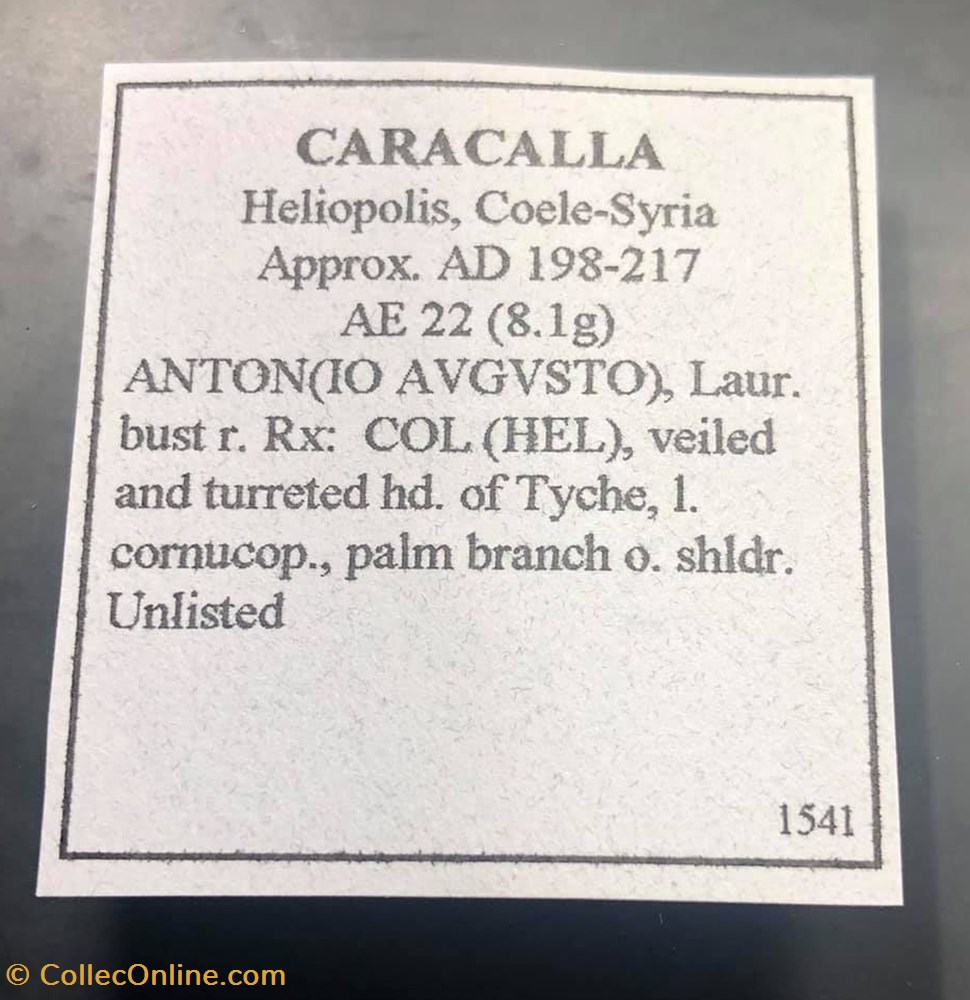 CARACALLA
Heliopolis, Coele-Syria
Approx. AD 198-217
AE 22 (8.1g)
ANTON(IO AVGVSTO), Laur.
bust r. Rx: COL (HEL), veiled
and turreted hd. of Tyche, l.
cornucop., palm branch o. shldr.
Unlisted
1541
© CollecOnline.com